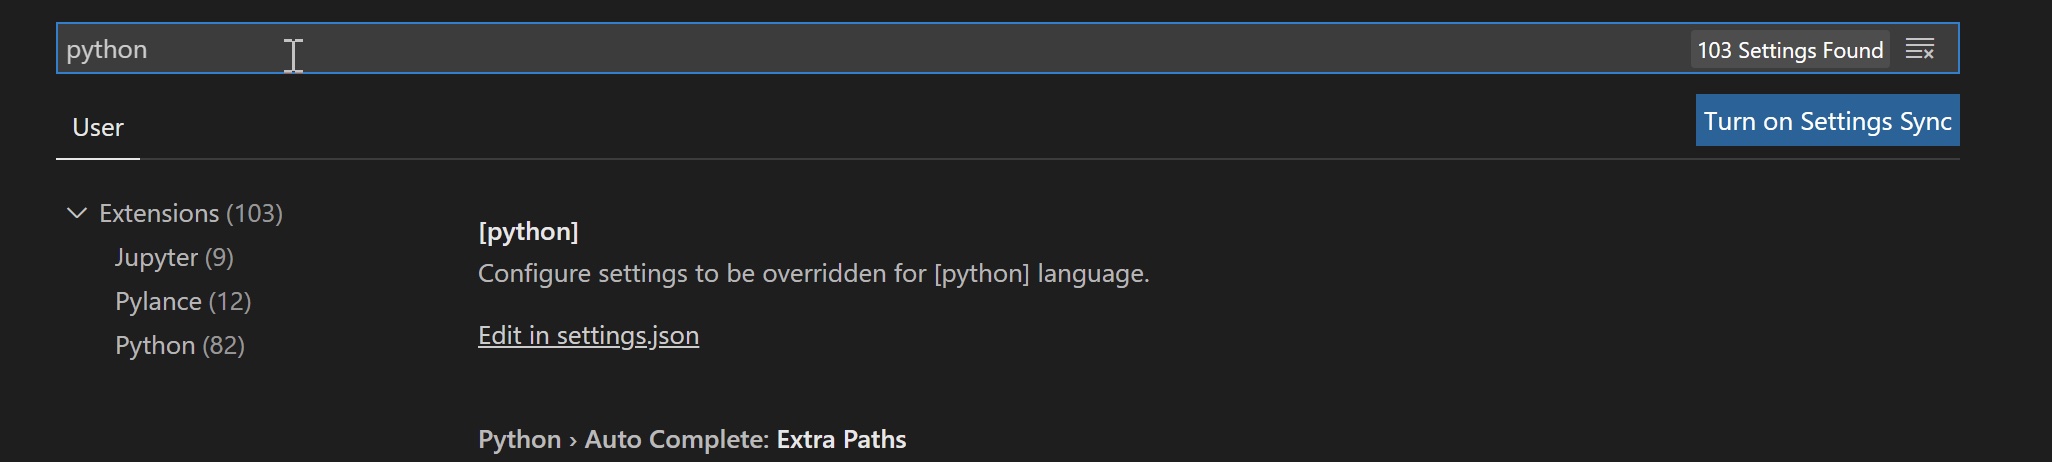 python
103 Settings Found
User
Turn on Settings Sync
Extensions (103)
Jupyter (9)
Pylance (12)
Python (82)
[python]
Configure settings to be overridden for [python] language.
Edit in settings.json
Python › Auto Complete: Extra Paths